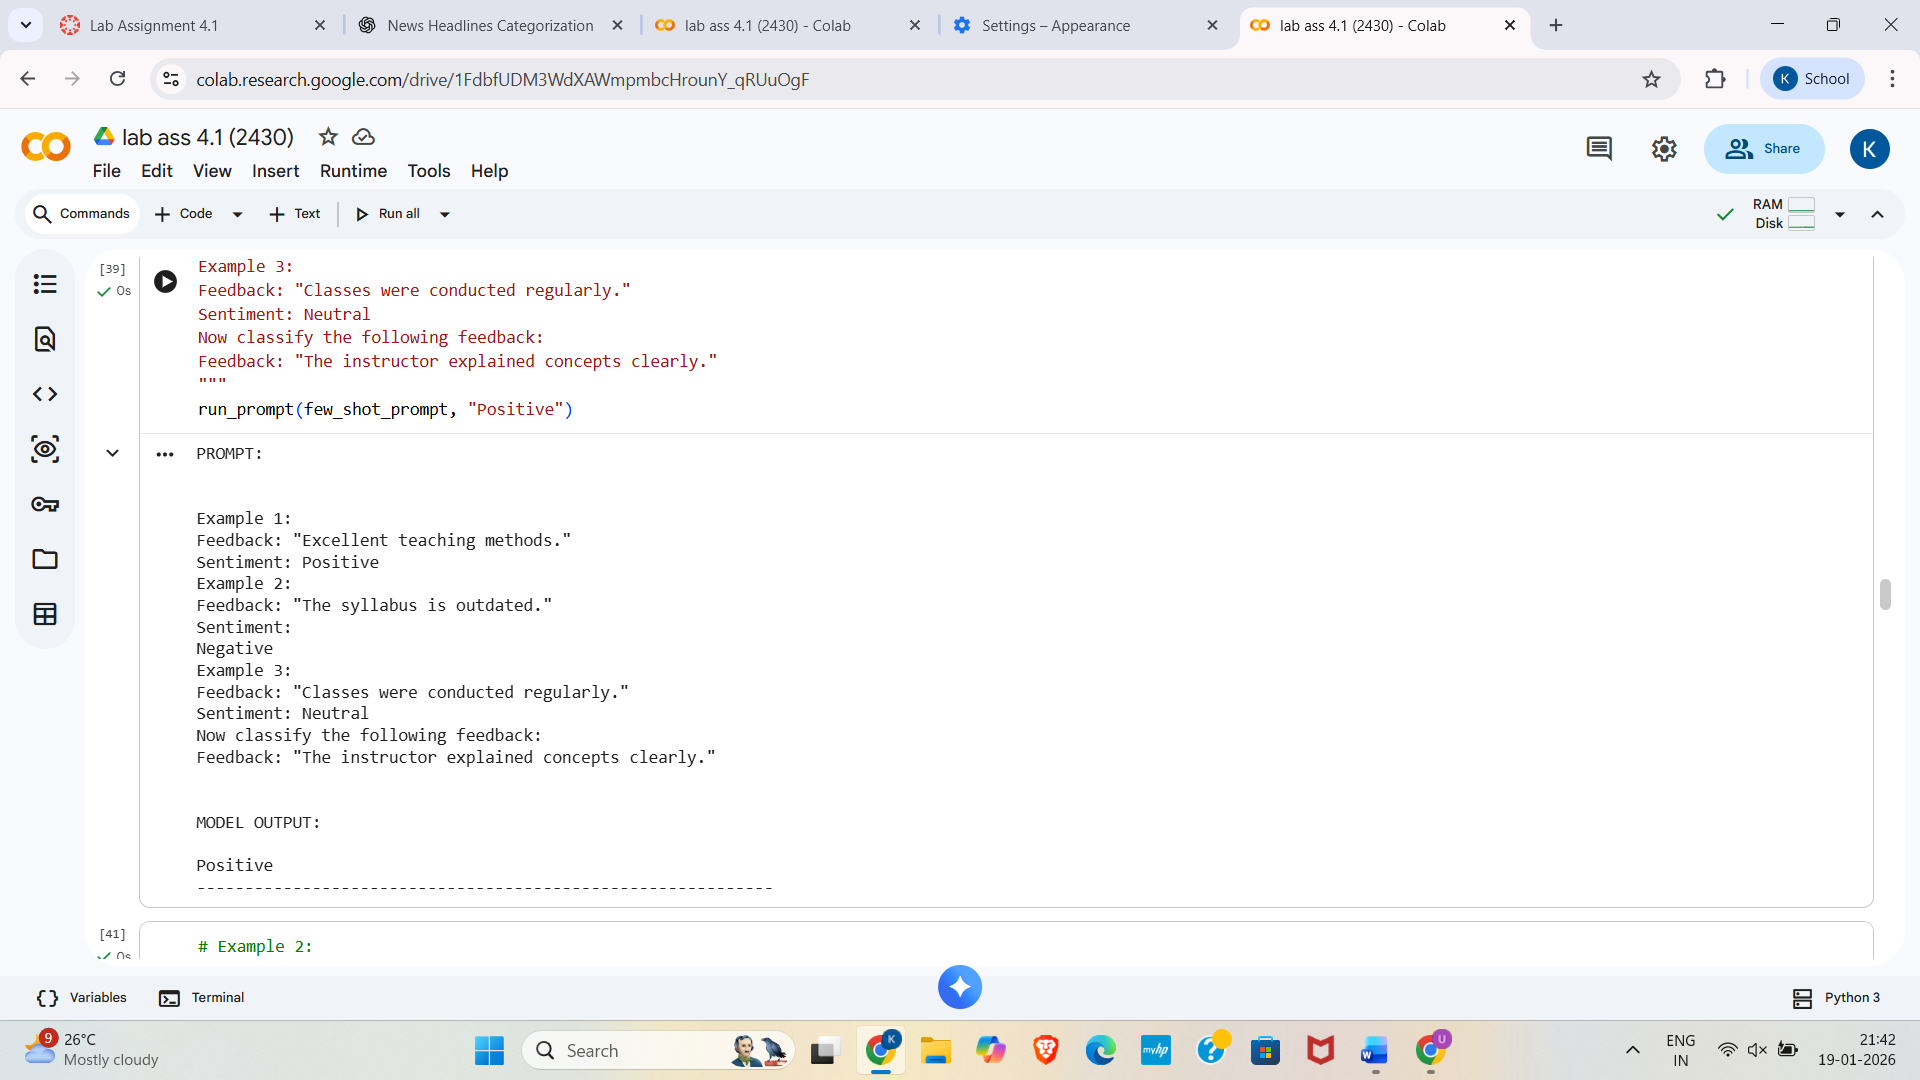 Lab Assignment 4.1
News Headlines Categorization
lab ass 4.1 (2430) - Colab
Settings – Appearance
lab ass 4.1 (2430) - Colab
colab.research.google.com/drive/1FdbfUDM3WdXAWmpmbcHrounY_qRUuOgF
K School
lab ass 4.1 (2430)
Share
K
File Edit View Insert Runtime Tools Help
Commands + Code + Text Run all
RAM
Disk
[39]
0s
Example 3:
Feedback: "Classes were conducted regularly."
Sentiment: Neutral
Now classify the following feedback:
Feedback: "The instructor explained concepts clearly."
"""
run_prompt(few_shot_prompt, "Positive")
PROMPT:
Example 1:
Feedback: "Excellent teaching methods."
Sentiment: Positive
Example 2:
Feedback: "The syllabus is outdated."
Sentiment:
Negative
Example 3:
Feedback: "Classes were conducted regularly."
Sentiment: Neutral
Now classify the following feedback:
Feedback: "The instructor explained concepts clearly."
MODEL OUTPUT:
Positive
------------------------------------------------------------
[41]
0s
# Example 2:
{} Variables Terminal
Python 3
9
26°C
Mostly cloudy
Search
K
myhp
W
U
ENG
IN
21:42
19-01-2026